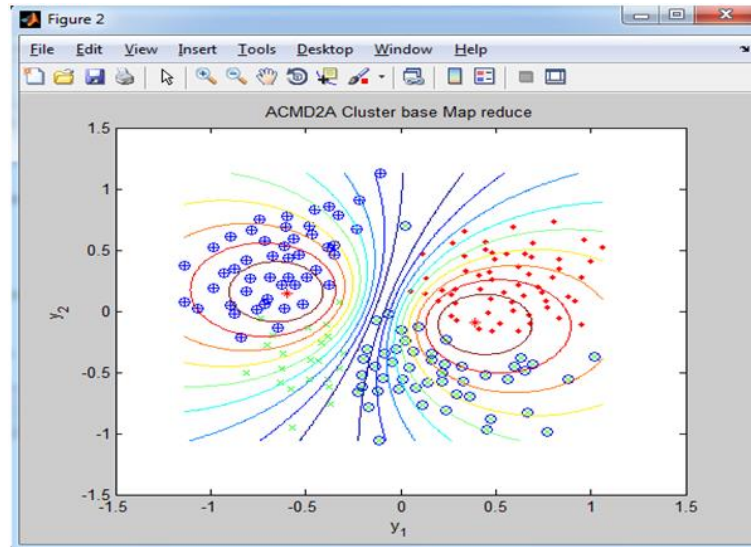 Figure 2
File Edit View Insert Tools Desktop Window Help
ACMD2A Cluster base Map reduce
1.5
1
0.5
0
-0.5
-1
-1.5
y2
-1.5 -1 -0.5 0 0.5 1 1.5
y1